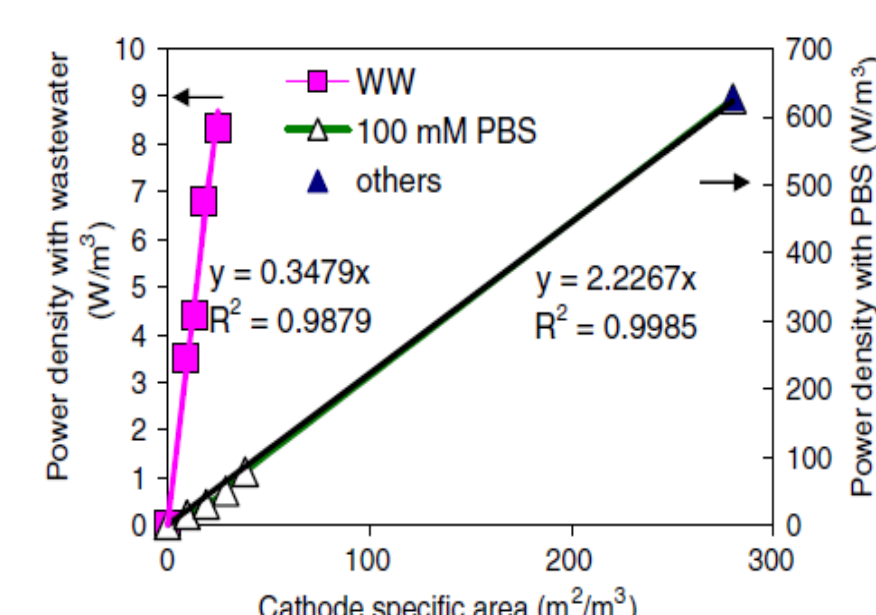 Power density with wastewater
(W/m³)
10
9
8
7
6
5
4
3
2
1
0
WW
100 mM PBS
others
y = 0.3479x
R² = 0.9879
y = 2.2267x
R² = 0.9985
700
600
500
400
300
200
100
0
Power density with PBS (W/m³)
0 100 200 300
Cathode specific area (m²/m³)